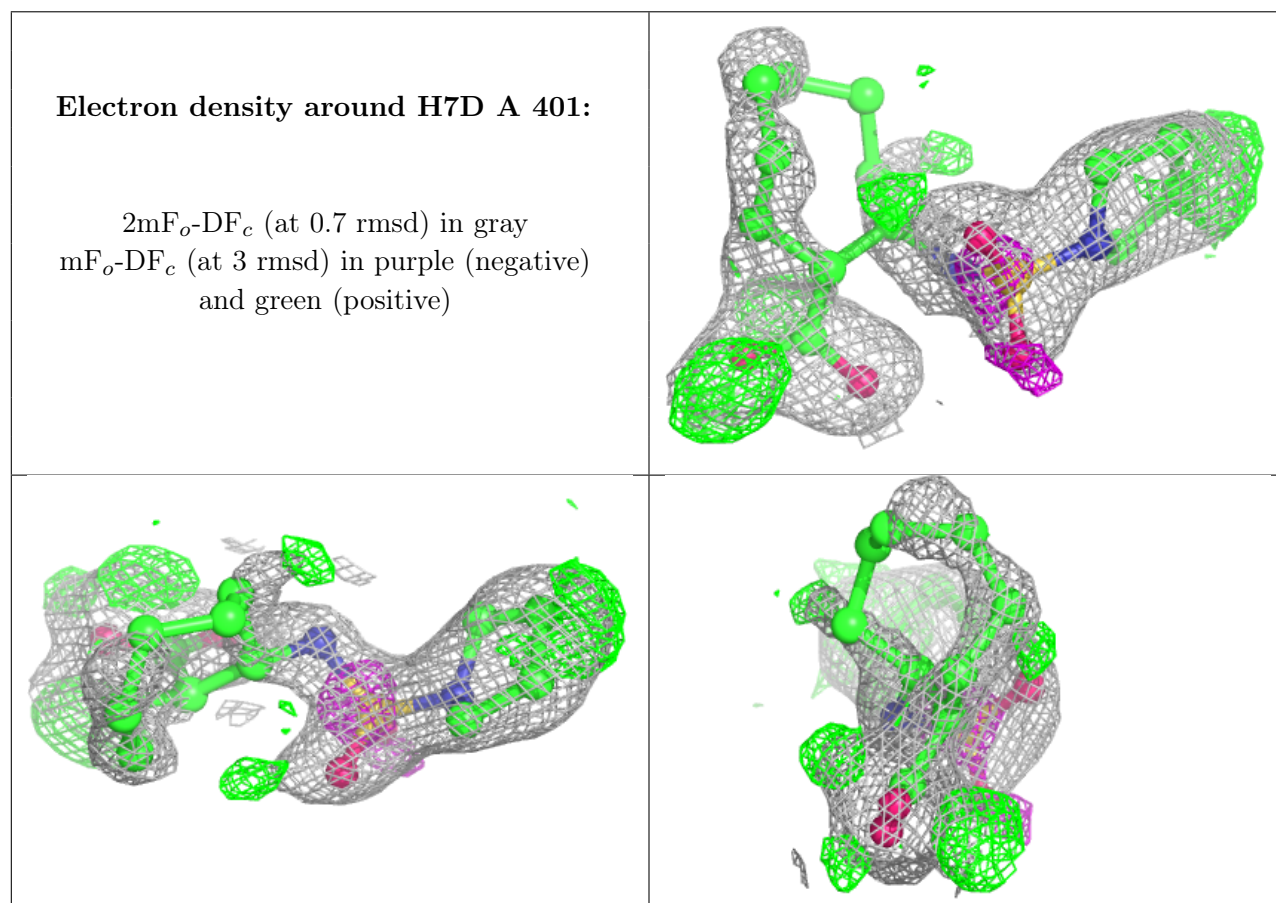 Electron density around H7D A 401:
2mFo-DFc (at 0.7 rmsd) in gray
mFo-DFc (at 3 rmsd) in purple (negative)
and green (positive)